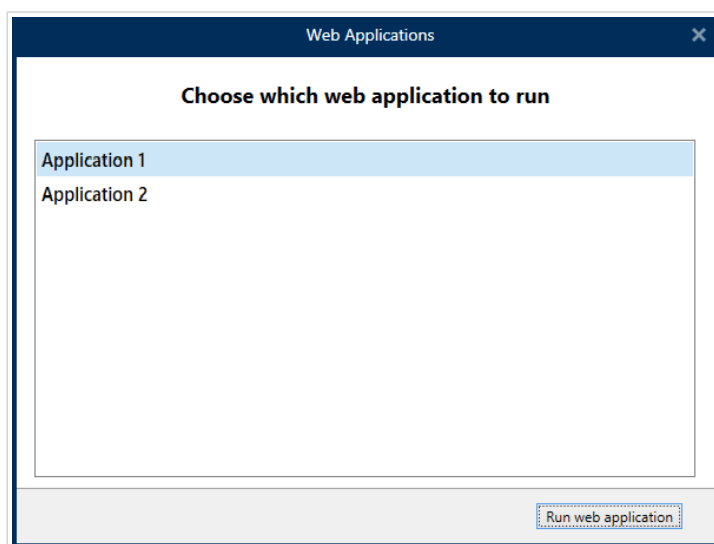 Web Applications
Choose which web application to run
Application 1
Application 2
Run web application